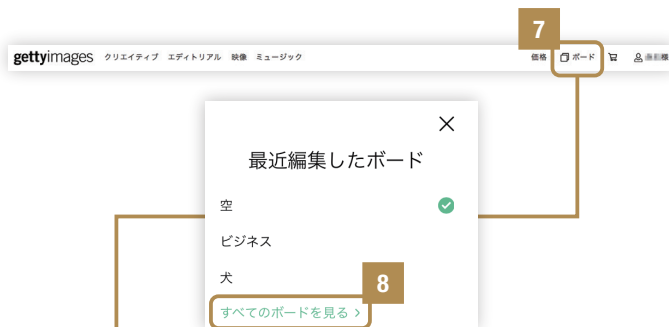 7
gettyimages クリエイティブ エディトリアル 映像 ミュージック 価格 ボード 様
最近編集したボード
空
ビジネス
犬
8
すべてのボードを見る >